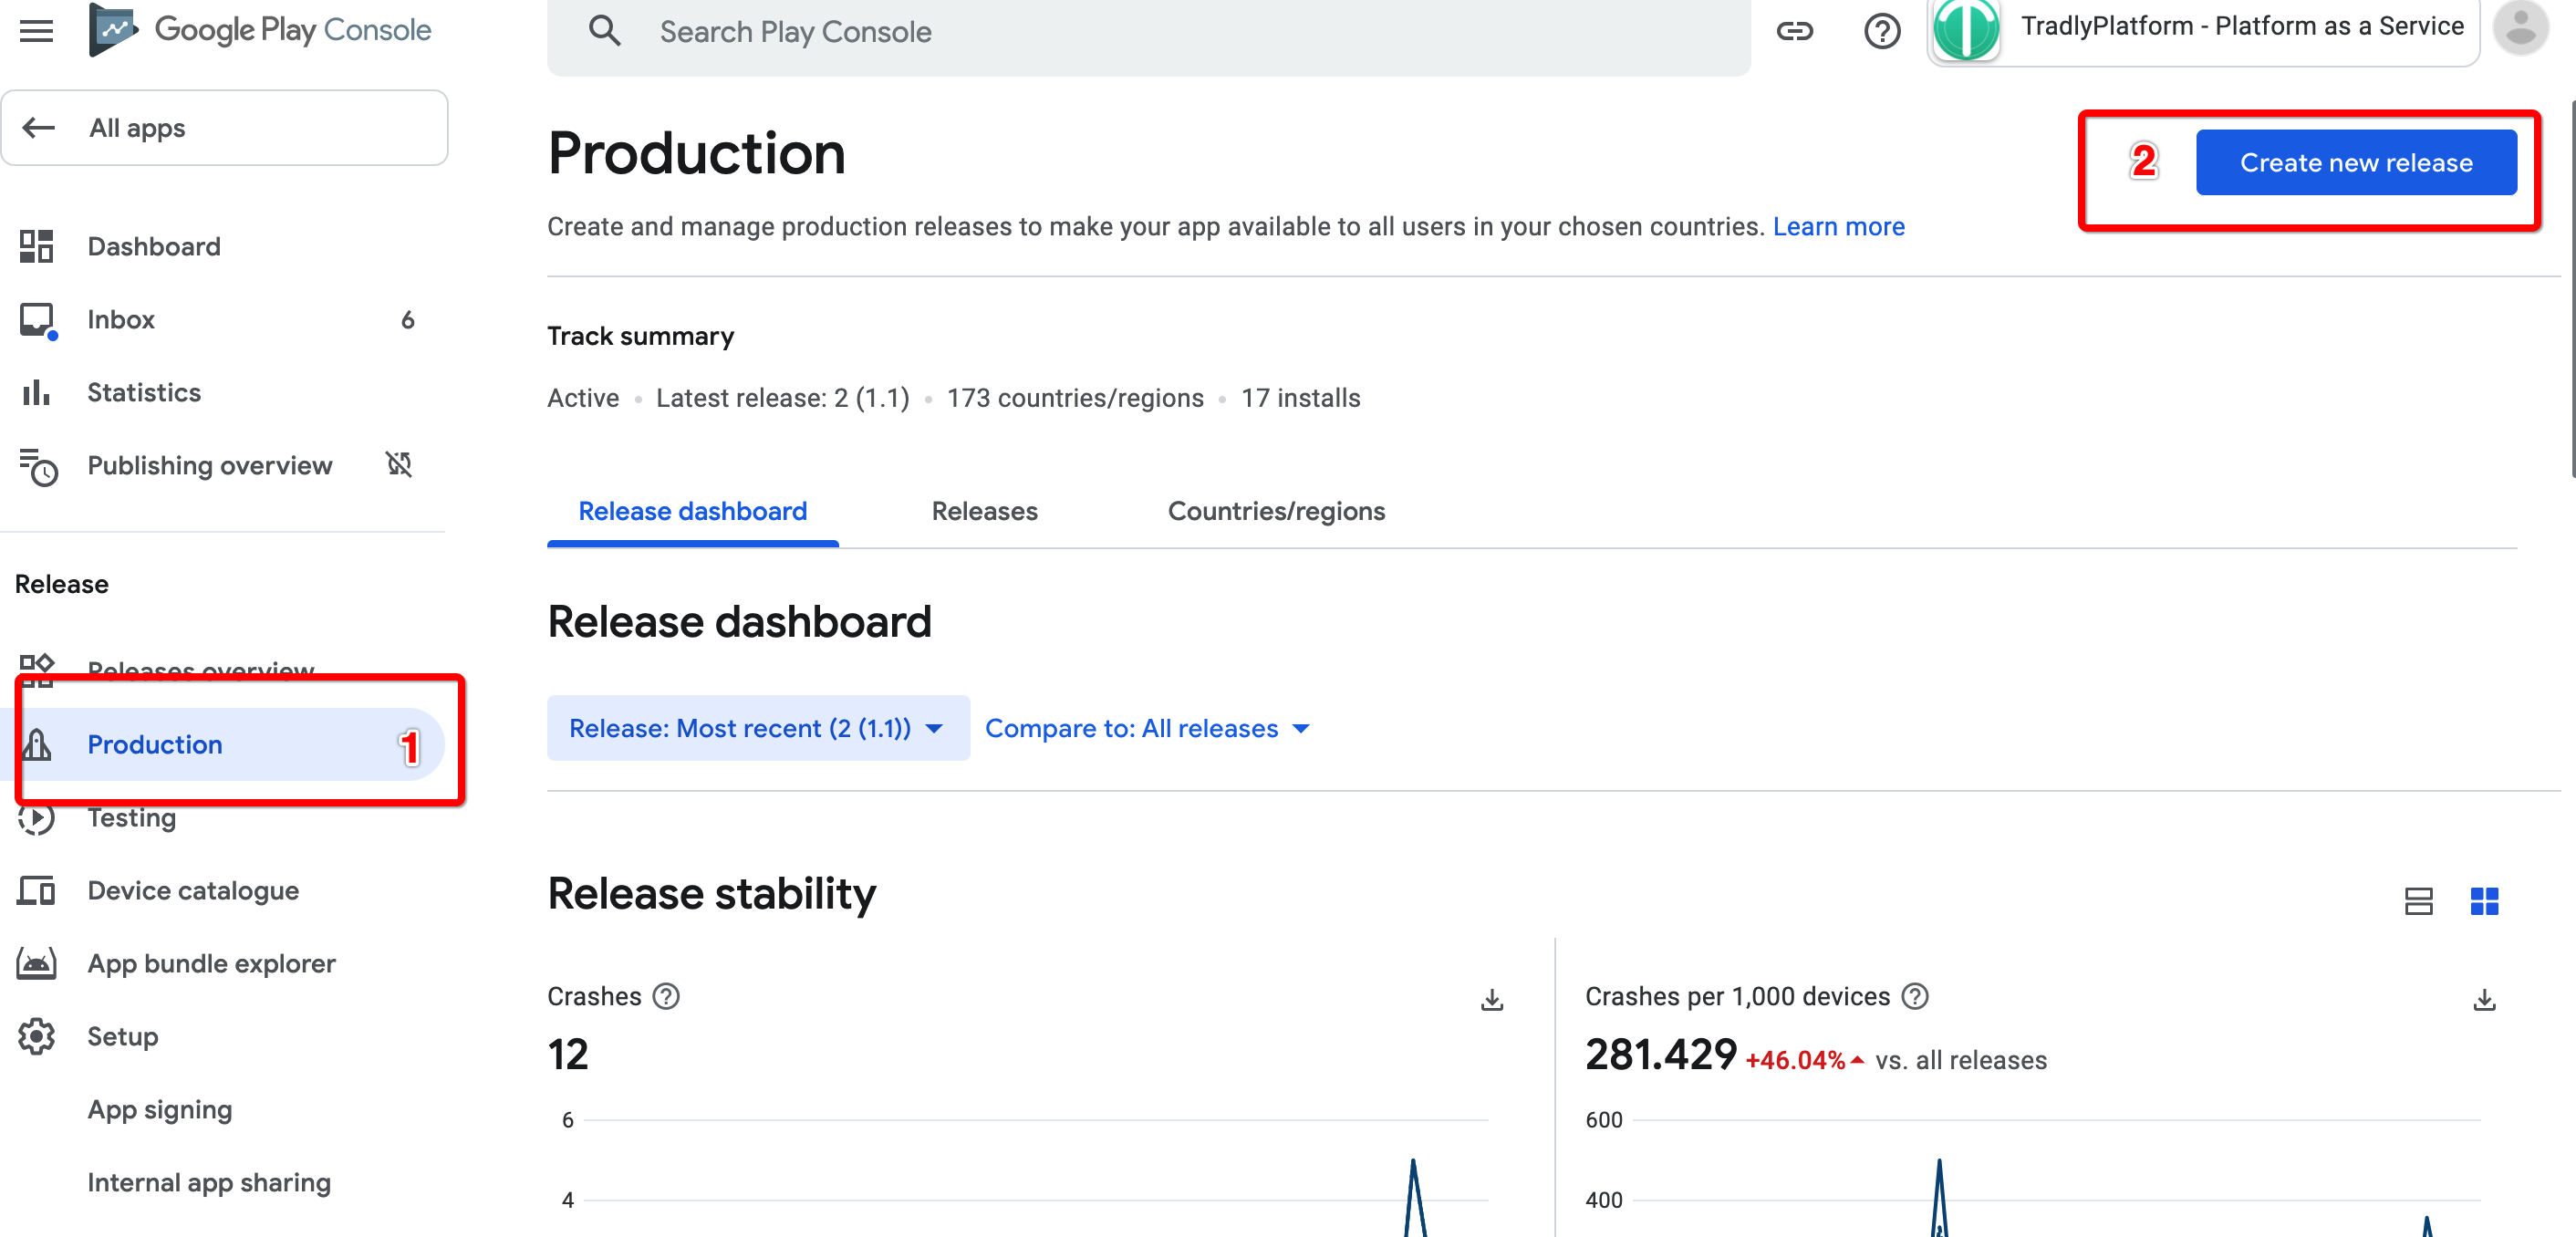 Google Play Console
Search Play Console
TradlyPlatform - Platform as a Service
All apps
Dashboard
Inbox 6
Statistics
Publishing overview
Release
Releases overview
Production 1
Testing
Device catalogue
App bundle explorer
Setup
App signing
Internal app sharing
Production
2 Create new release
Create and manage production releases to make your app available to all users in your chosen countries. Learn more
Track summary
Active • Latest release: 2 (1.1) • 173 countries/regions • 17 installs
Release dashboard Releases Countries/regions
Release dashboard
Release: Most recent (2 (1.1)) Compare to: All releases
Release stability
Crashes
12
6
4
Crashes per 1,000 devices
281.429 +46.04% vs. all releases
600
400